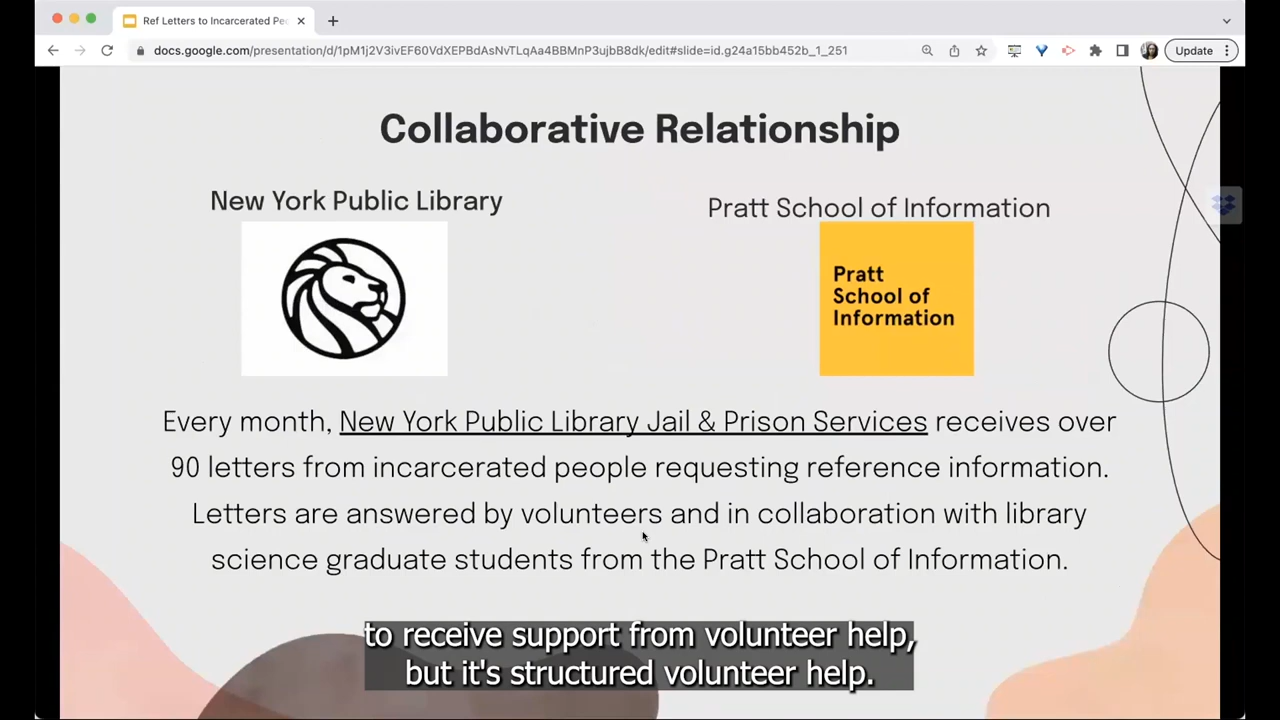 Ref Letters to Incarcerated Pe
docs.google.com/presentation/d/1pM1j2V3ivEF60VdXEPBdAsNvTLqAa4BBMnP3ujbB8dk/edit#slide=id.g24a15bb452b_1_251
Update
Collaborative Relationship
New York Public Library
Pratt School of Information
Pratt
School of
Information
Every month, New York Public Library Jail & Prison Services receives over
90 letters from incarcerated people requesting reference information.
Letters are answered by volunteers and in collaboration with library
science graduate students from the Pratt School of Information.
to receive support from volunteer help,
but it's structured volunteer help.